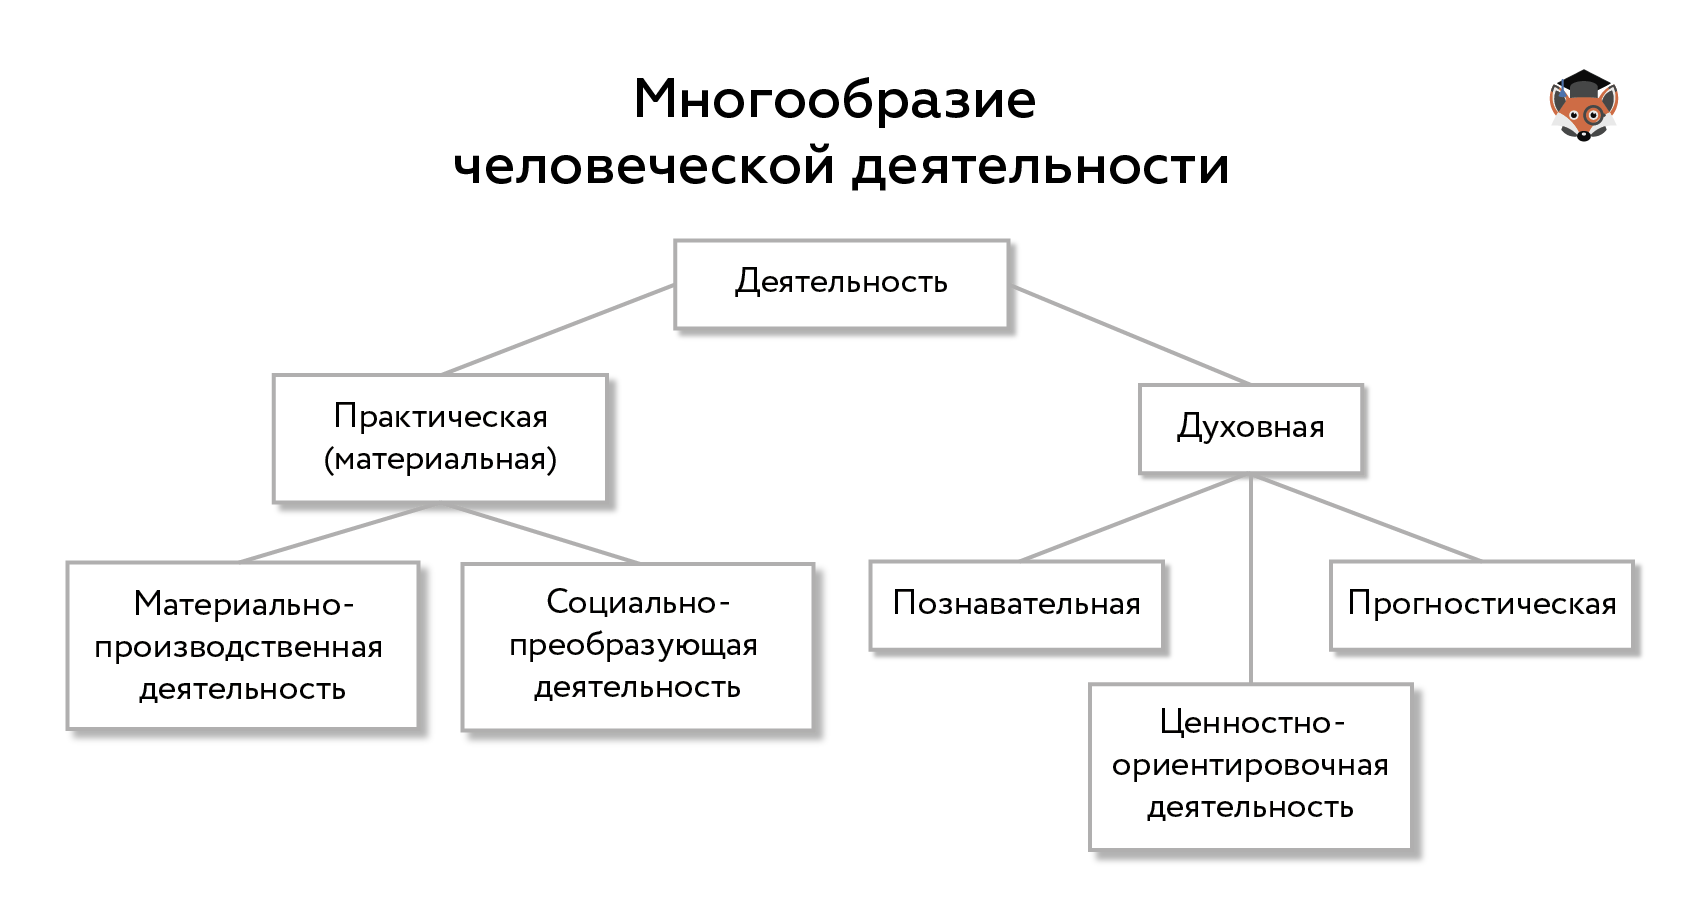 Многообразие
человеческой деятельности
Деятельность
Практическая
(материальная)
Духовная
Материально-
производственная
деятельность
Социально-
преобразующая
деятельность
Познавательная
Прогностическая
Ценностно-
ориентировочная
деятельность